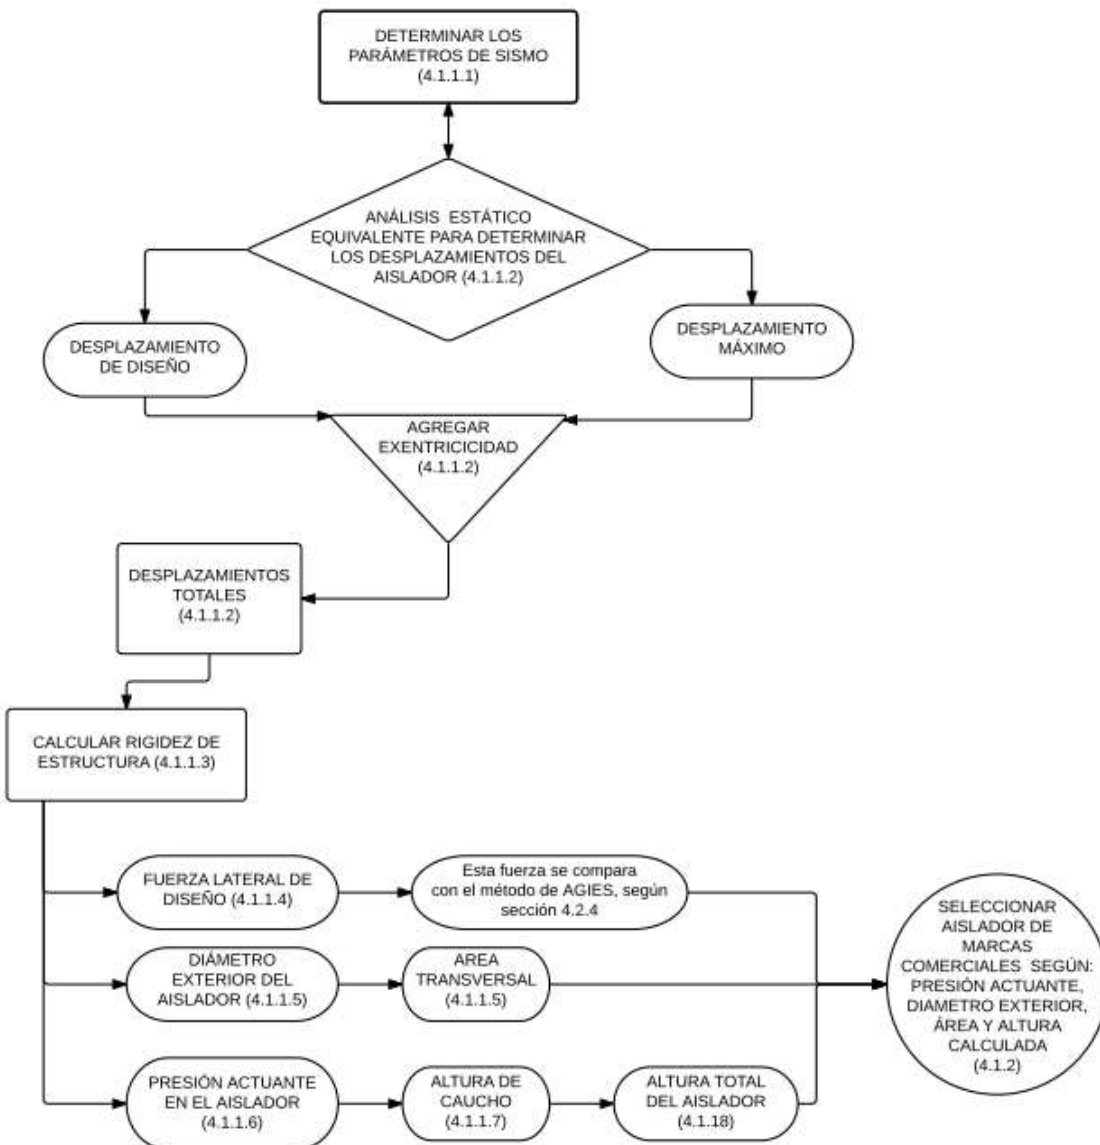 DETERMINAR LOS
PARÁMETROS DE SISMO
(4.1.1.1)
ANÁLISIS ESTÁTICO
EQUIVALENTE PARA DETERMINAR
LOS DESPLAZAMIENTOS DEL
AISLADOR (4.1.1.2)
DESPLAZAMIENTO
DE DISEÑO
DESPLAZAMIENTO
MÁXIMO
AGREGAR
EXENTRICICIDAD
(4.1.1.2)
DESPLAZAMIENTOS
TOTALES
(4.1.1.2)
CALCULAR RIGIDEZ DE
ESTRUCTURA (4.1.1.3)
FUERZA LATERAL DE
DISEÑO (4.1.1.4)
Esta fuerza se compara
con el método de AGIES, según
sección 4.2.4
DIÁMETRO
EXTERIOR DEL
AISLADOR (4.1.1.5)
AREA
TRANSVERSAL
(4.1.1.5)
PRESIÓN ACTUANTE
EN EL AISLADOR
(4.1.1.6)
ALTURA DE
CAUCHO
(4.1.1.7)
ALTURA TOTAL
DEL AISLADOR
(4.1.18)
SELECCIONAR
AISLADOR DE
MARCAS
COMERCIALES SEGÚN:
PRESIÓN ACTUANTE,
DIAMETRO EXTERIOR,
ÁREA Y ALTURA
CALCULADA
(4.1.2)